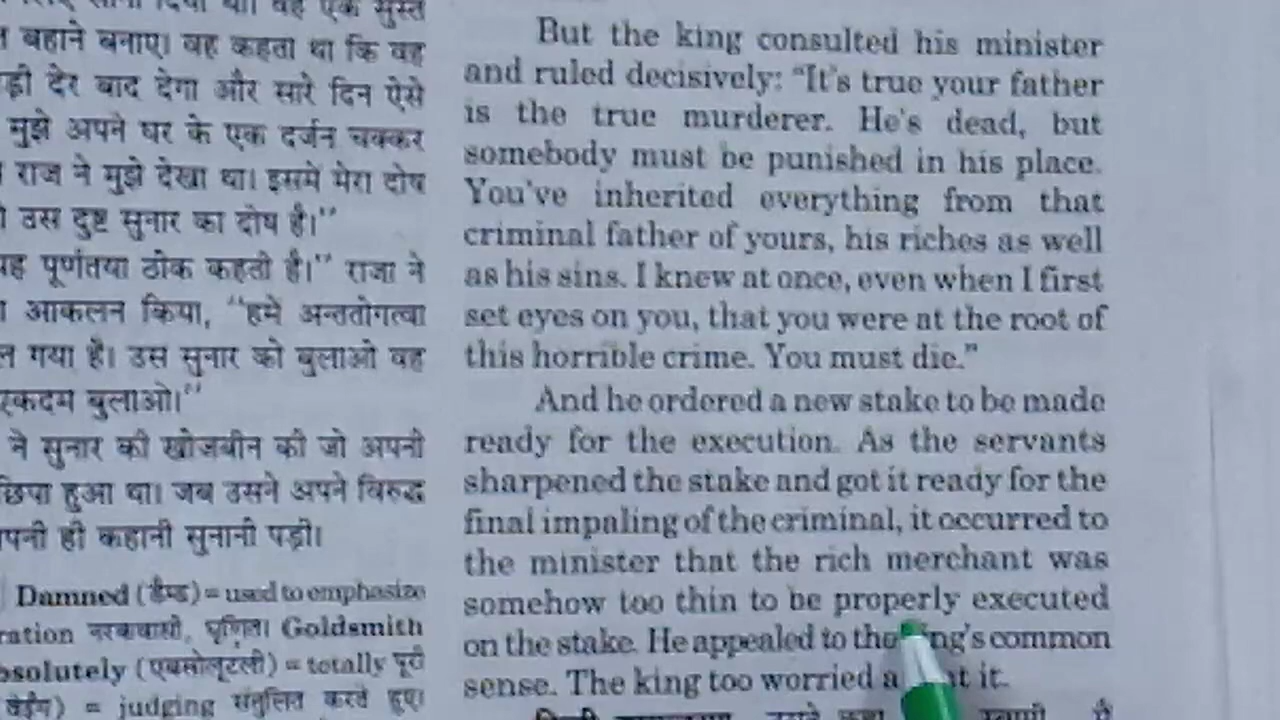 दिया था। वह एक सुस्त
बहाने बनाए। वह कहता था कि वह
देर बाद देगा और सारे दिन ऐसे
मुझे अपने घर के एक दर्जन चक्कर
राज ने मुझे देखा था। इसमें मेरा दोष
उस दुष्ट सुनार का दोष है।''
पूर्णतया ठीक कहती है।'' राजा ने
आकलन किया, ''हमें अन्ततोगत्वा
गया है। उस सुनार को बुलाओ वह
एकदम बुलाओ।''
ने सुनार की खोजबीन की जो अपनी
छिपा हुआ था। जब उसने अपने विरुद्ध
अपनी ही कहानी सुनानी पड़ी।
Damned (डैम्ड) = used to emphasize
ration नरकवासी, घृणित। Goldsmith
bsolutely (एबसोलूटली) = totally पूरी
= judging संतुलित करते हुए।
But the king consulted his minister
and ruled decisively: “It's true your father
is the true murderer. He's dead, but
somebody must be punished in his place.
You've inherited everything from that
criminal father of yours, his riches as well
as his sins. I knew at once, even when I first
set eyes on you, that you were at the root of
this horrible crime. You must die.”
And he ordered a new stake to be made
ready for the execution. As the servants
sharpened the stake and got it ready for the
final impaling of the criminal, it occurred to
the minister that the rich merchant was
somehow too thin to be properly executed
on the stake. He appealed to the king's common
sense. The king too worried about it.